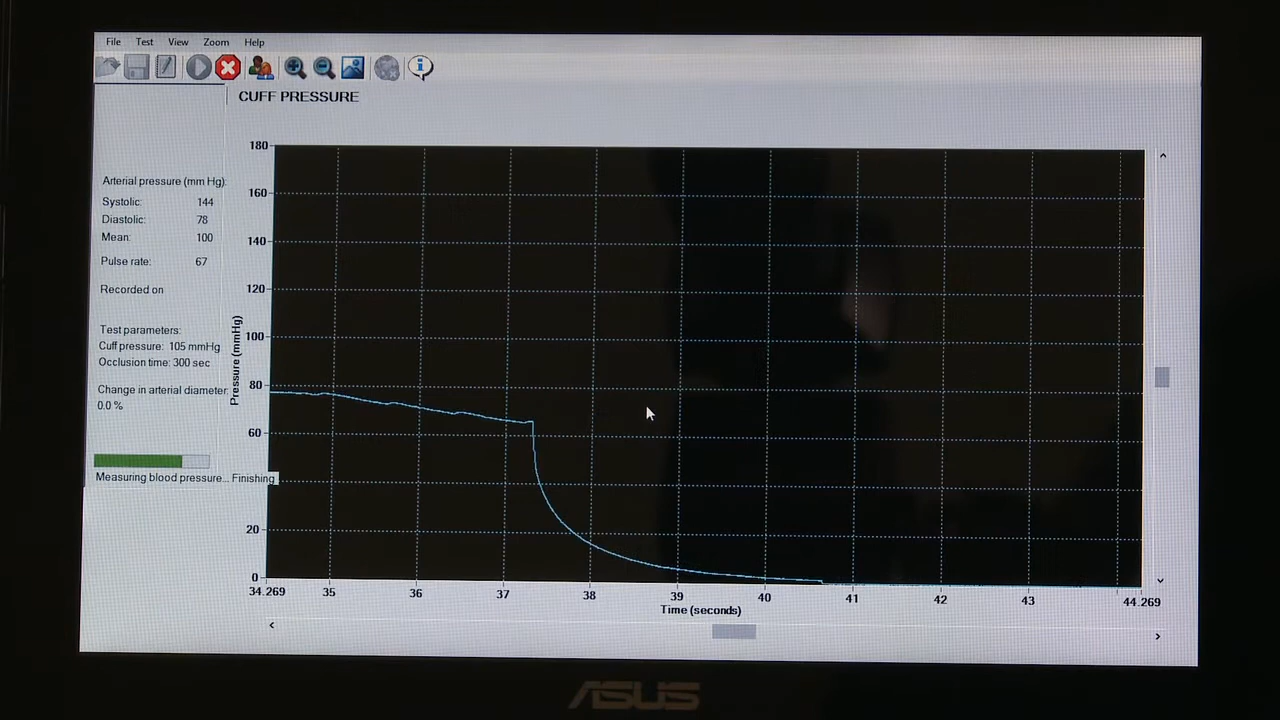 File Test View Zoom Help
CUFF PRESSURE
Arterial pressure (mm Hg):
Systolic: 144
Diastolic: 78
Mean: 100
Pulse rate: 67
Recorded on
Test parameters:
Cuff pressure: 105 mmHg
Occlusion time: 300 sec
Change in arterial diameter:
0.0 %
Measuring blood pressure... Finishing
Pressure (mmHg)
180
160
140
120
100
80
60
20
0
34.269 35 36 37 38 39 40 41 42 43 44.269
Time (seconds)
ASUS